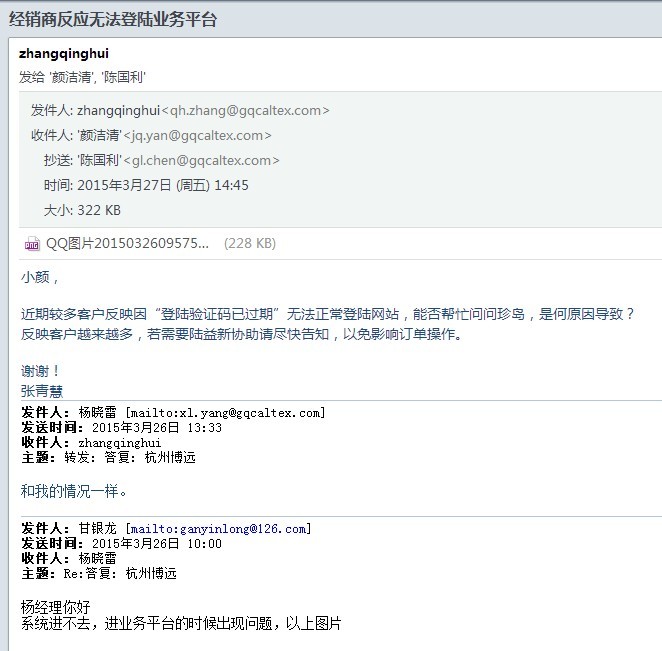 经销商反应无法登陆业务平台
zhangqinghui
发给 '颜洁清', '陈国利'
发件人: zhangqinghui<qh.zhang@gqcaltex.com>
收件人: '颜洁清'<jq.yan@gqcaltex.com>
抄送: '陈国利'<gl.chen@gqcaltex.com>
时间: 2015年3月27日 (周五) 14:45
大小: 322 KB
QQ图片2015032609575... (228 KB)
小颜，
近期较多客户反映因“登陆验证码已过期”无法正常登陆网站，能否帮忙问问珍岛，是何原因导致？
反映客户越来越多，若需要陆益新协助请尽快告知，以免影响订单操作。
谢谢！
张青慧
发件人: 杨晓雷 [mailto:xl.yang@gqcaltex.com]
发送时间: 2015年3月26日 13:33
收件人: zhangqinghui
主题: 转发: 答复: 杭州博远
和我的情况一样。
发件人: 甘银龙 [mailto:ganyinlong@126.com]
发送时间: 2015年3月26日 10:00
收件人: 杨晓雷
主题: Re:答复: 杭州博远
杨经理你好
系统进不去，进业务平台的时候出现问题，以上图片